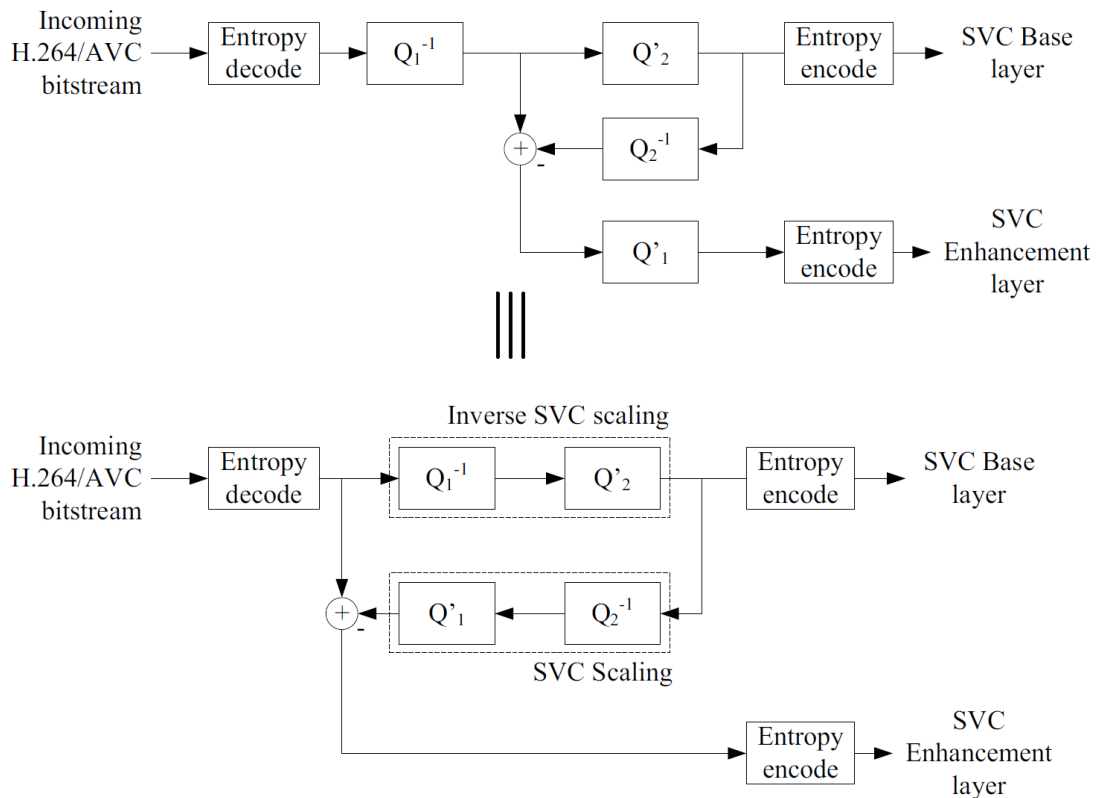 Incoming
H.264/AVC
bitstream
Entropy
decode
Q₁⁻¹
Q'₂
Entropy
encode
SVC Base
layer
+
-
Q₂⁻¹
Q'₁
Entropy
encode
SVC
Enhancement
layer
Inverse SVC scaling
Incoming
H.264/AVC
bitstream
Entropy
decode
Q₁⁻¹
Q'₂
Entropy
encode
SVC Base
layer
+
-
Q'₁
Q₂⁻¹
SVC Scaling
Entropy
encode
SVC
Enhancement
layer